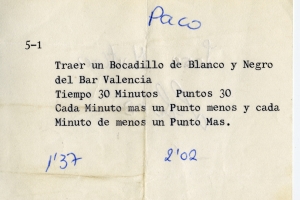 Paco
5-1
Traer un Bocadillo de Blanco y Negro
del Bar Valencia
Tiempo 30 Minutos Puntos 30
Cada Minuto mas un Punto menos y cada
Minuto de menos un Punto Mas.
1'37 2'02